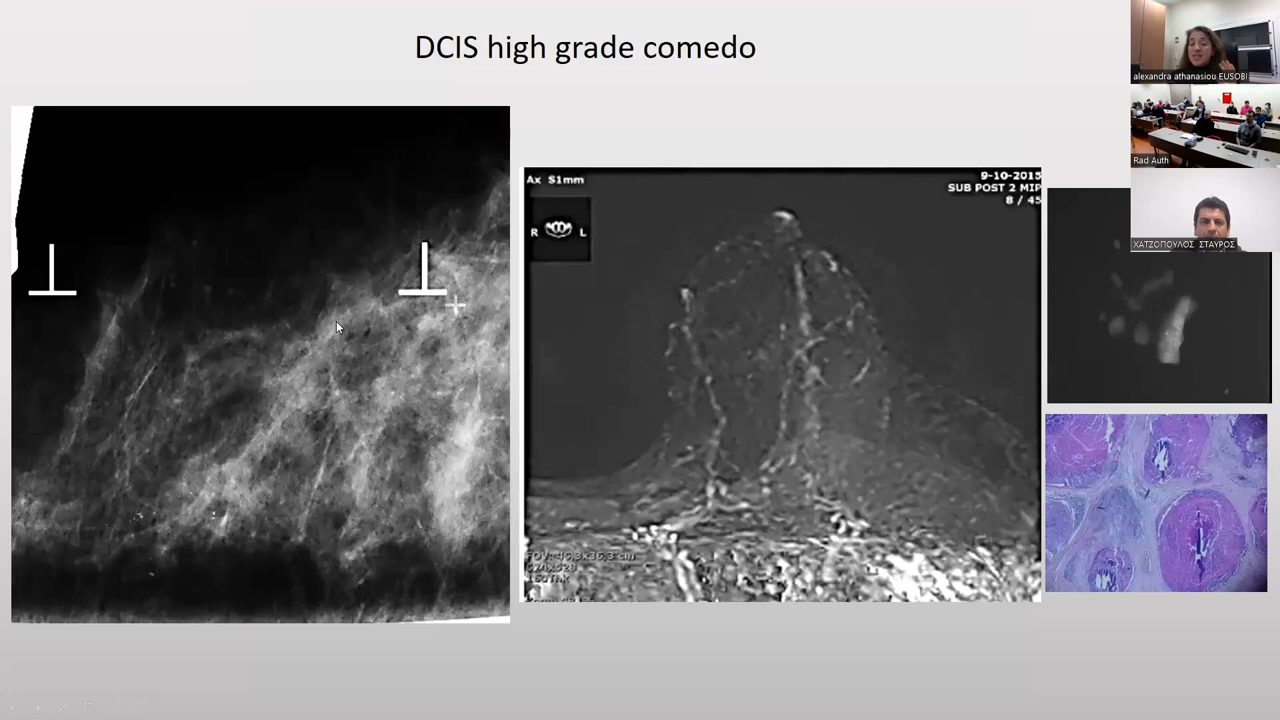 DCIS high grade comedo
alexandra athanasiou EUSOBI
Rad Auth
ΧΑΤΖΟΠΟΥΛΟΣ ΣΤΑΥΡΟΣ
Ax S1mm
9-10-2015
SUB POST 2 MIP
8 / 45
R L